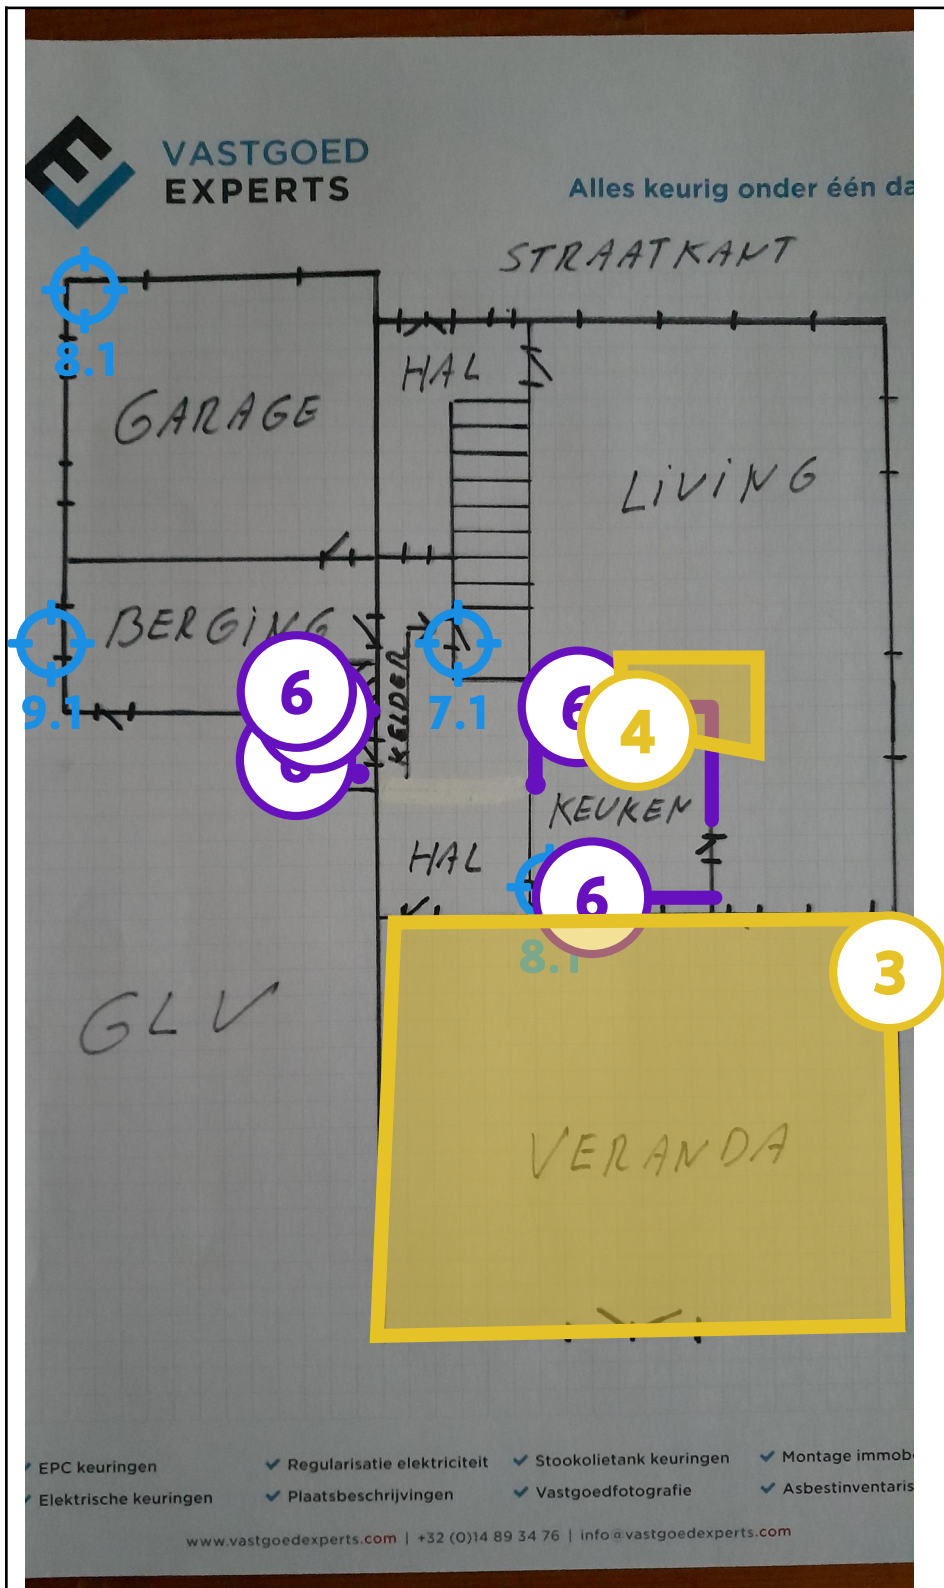 VASTGOED
EXPERTS
Alles keurig onder één da
STRAATKANT
8.1
HAL
GARAGE
LiViNG
BERGiNG
KELDER
9.1
6
7.1
6
4
6
KEUKEN
HAL
6
8.1
3
GLV
VERANDA
EPC keuringen
Regularisatie elektriciteit
Stookolietank keuringen
Montage immob
Elektrische keuringen
Plaatsbeschrijvingen
Vastgoedfotografie
Asbestinventaris
www.vastgoedexperts.com | +32 (0)14 89 34 76 | info@vastgoedexperts.com